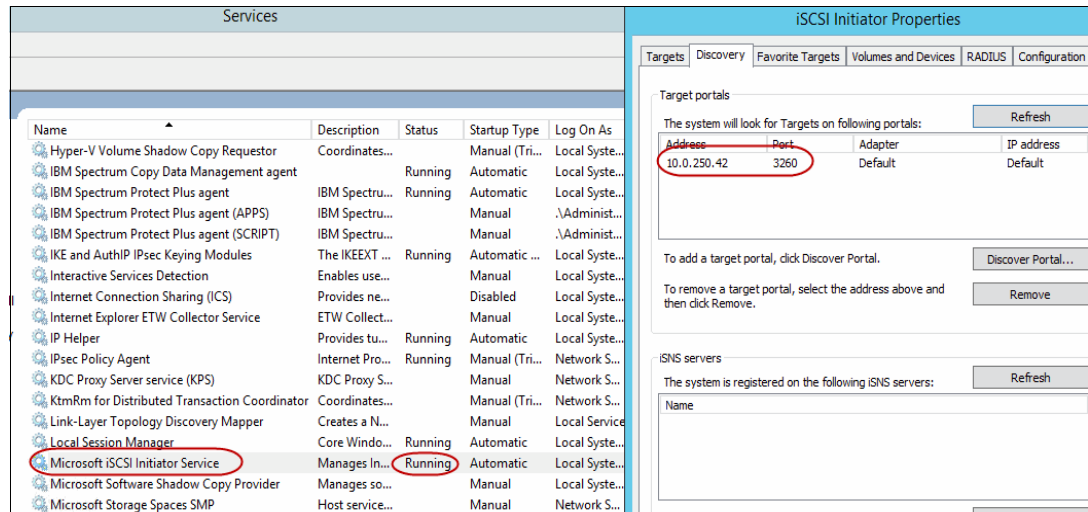 Services
Name Description Status Startup Type Log On As
Hyper-V Volume Shadow Copy Requestor Coordinates... Manual (Tri... Local Syste...
IBM Spectrum Copy Data Management agent Running Automatic Local Syste...
IBM Spectrum Protect Plus agent IBM Spectru... Running Automatic Local Syste...
IBM Spectrum Protect Plus agent (APPS) IBM Spectru... Manual .\Administ...
IBM Spectrum Protect Plus agent (SCRIPT) IBM Spectru... Manual .\Administ...
IKE and AuthIP IPsec Keying Modules The IKEEXT ... Running Automatic ... Local Syste...
Interactive Services Detection Enables use... Manual Local Syste...
Internet Connection Sharing (ICS) Provides ne... Disabled Local Syste...
Internet Explorer ETW Collector Service ETW Collect... Manual Local Syste...
IP Helper Provides tu... Running Automatic Local Syste...
IPsec Policy Agent Internet Pro... Running Manual (Tri... Network S...
KDC Proxy Server service (KPS) KDC Proxy S... Manual Network S...
KtmRm for Distributed Transaction Coordinator Coordinates... Manual (Tri... Network S...
Link-Layer Topology Discovery Mapper Creates a N... Manual Local Service
Local Session Manager Core Windo... Running Automatic Local Syste...
Microsoft iSCSI Initiator Service Manages In... Running Automatic Local Syste...
Microsoft Software Shadow Copy Provider Manages so... Manual Local Syste...
Microsoft Storage Spaces SMP Host service... Manual Network S...
iSCSI Initiator Properties
Targets Discovery Favorite Targets Volumes and Devices RADIUS Configuration
Target portals
The system will look for Targets on following portals: Refresh
Address Port Adapter IP address
10.0.250.42 3260 Default Default
To add a target portal, click Discover Portal. Discover Portal...
To remove a target portal, select the address above and
then click Remove. Remove
iSNS servers
The system is registered on the following iSNS servers: Refresh
Name